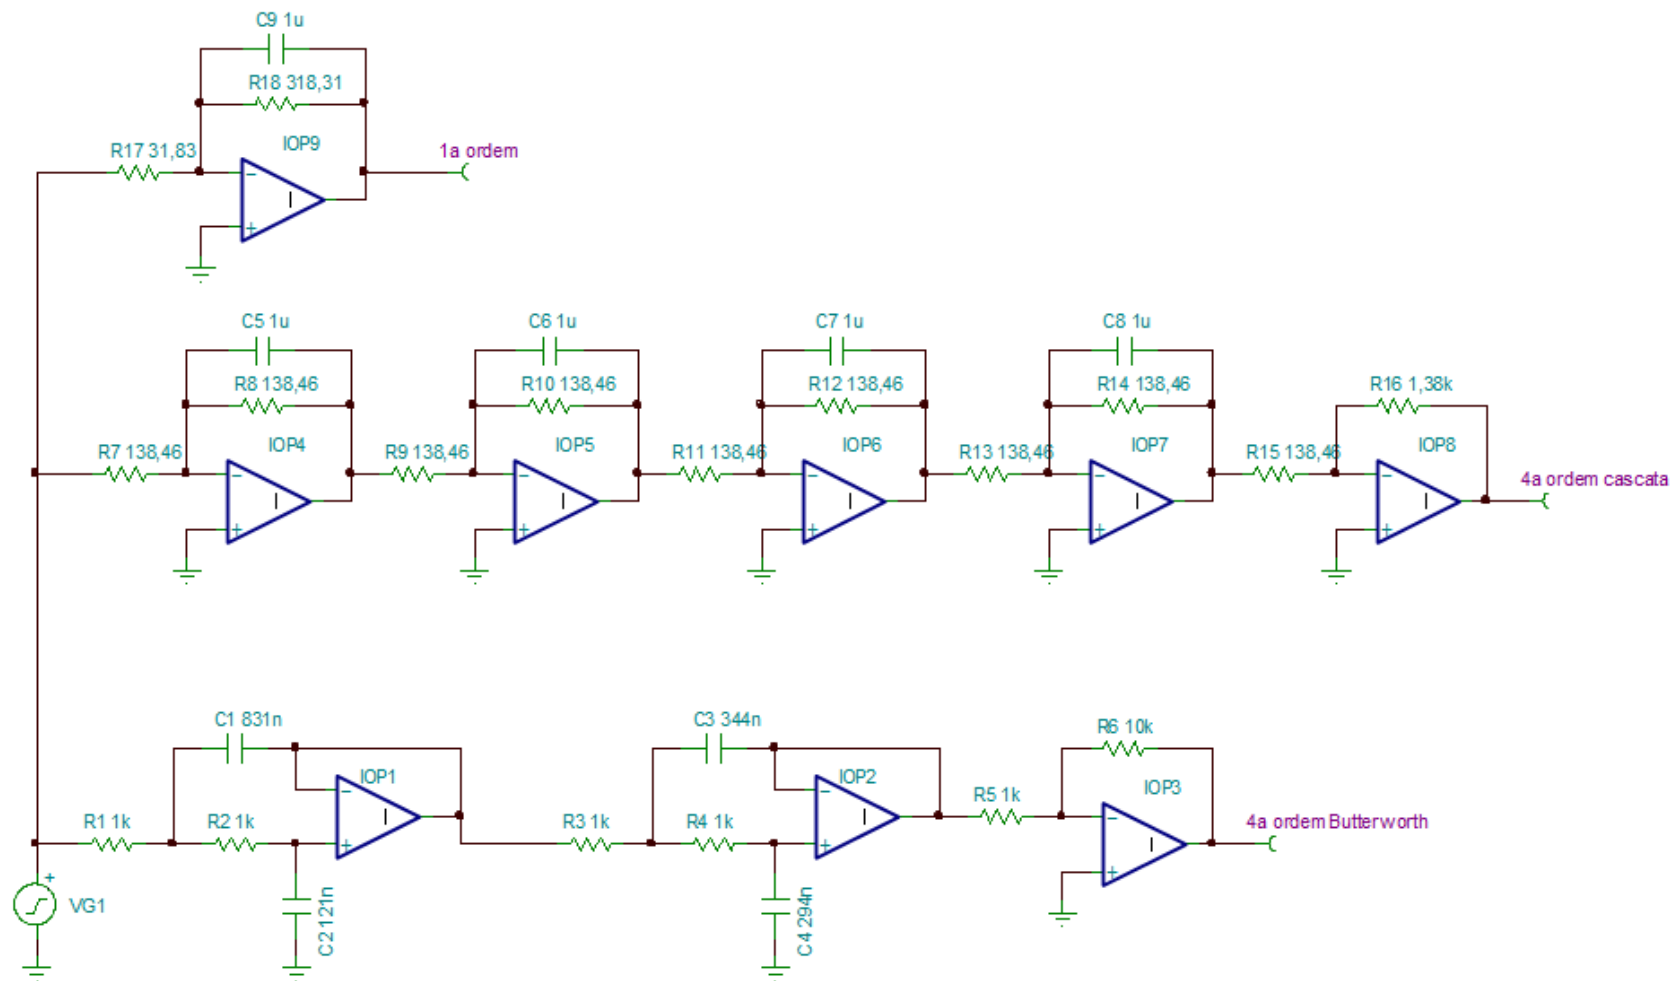 C9 1u
R18 318,31
IOP9
R17 31,83
1a ordem
C5 1u
C6 1u
C7 1u
C8 1u
R8 138,46
R10 138,46
R12 138,46
R14 138,46
R16 1,38k
IOP4
IOP5
IOP6
IOP7
IOP8
R7 138,46
R9 138,46
R11 138,46
R13 138,46
R15 138,46
4a ordem cascata
C1 831n
C3 344n
R6 10k
IOP1
IOP2
IOP3
R5 1k
R1 1k
R2 1k
R3 1k
R4 1k
4a ordem Butterworth
VG1
C2 121n
C4 294n